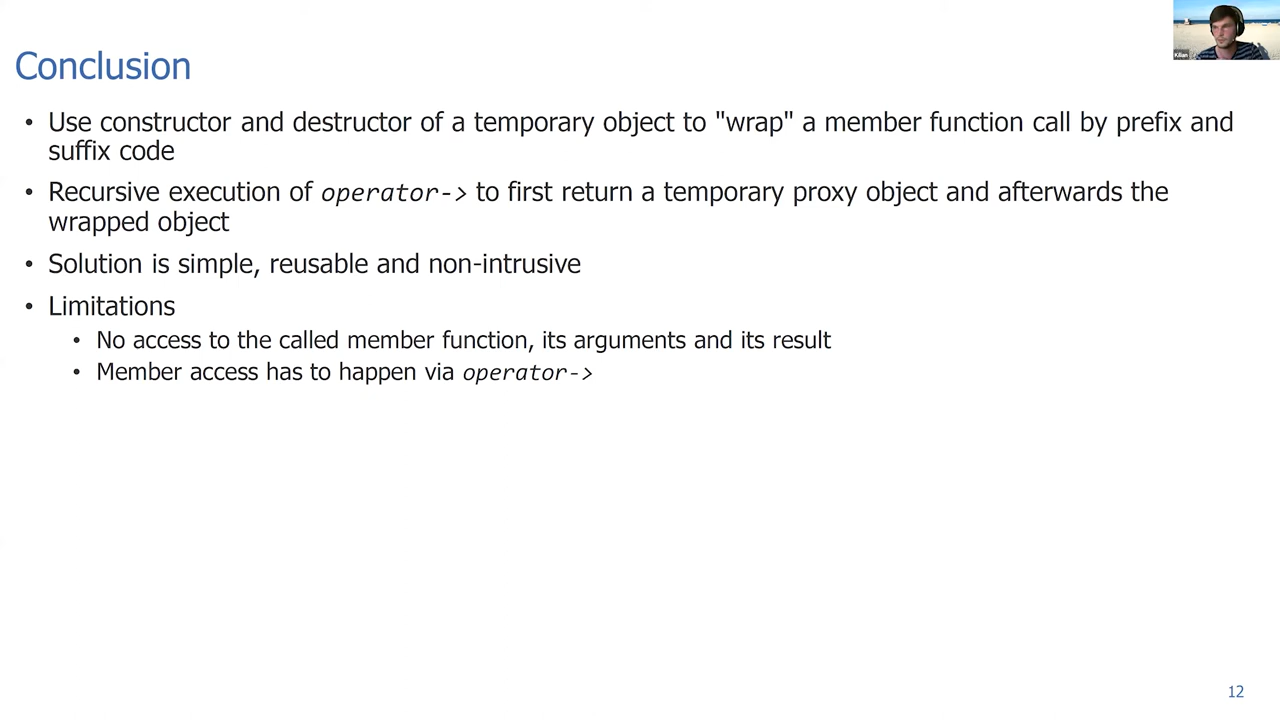 Conclusion
• Use constructor and destructor of a temporary object to "wrap" a member function call by prefix and
suffix code
• Recursive execution of operator-> to first return a temporary proxy object and afterwards the
wrapped object
• Solution is simple, reusable and non-intrusive
• Limitations
• No access to the called member function, its arguments and its result
• Member access has to happen via operator->
Kilian
12